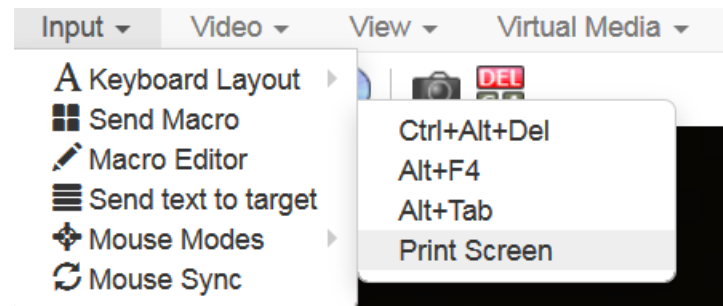 Input Video View Virtual Media
A Keyboard Layout
Send Macro
Macro Editor
Send text to target
Mouse Modes
Mouse Sync
DEL
Ctrl+Alt+Del
Alt+F4
Alt+Tab
Print Screen